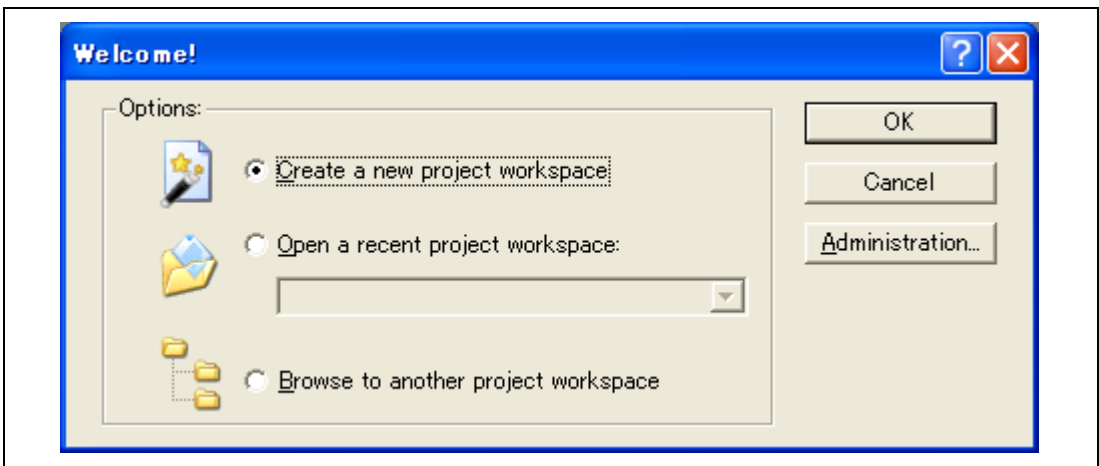 Welcome!
Options:
Create a new project workspace
Open a recent project workspace:
Browse to another project workspace
OK
Cancel
Administration...